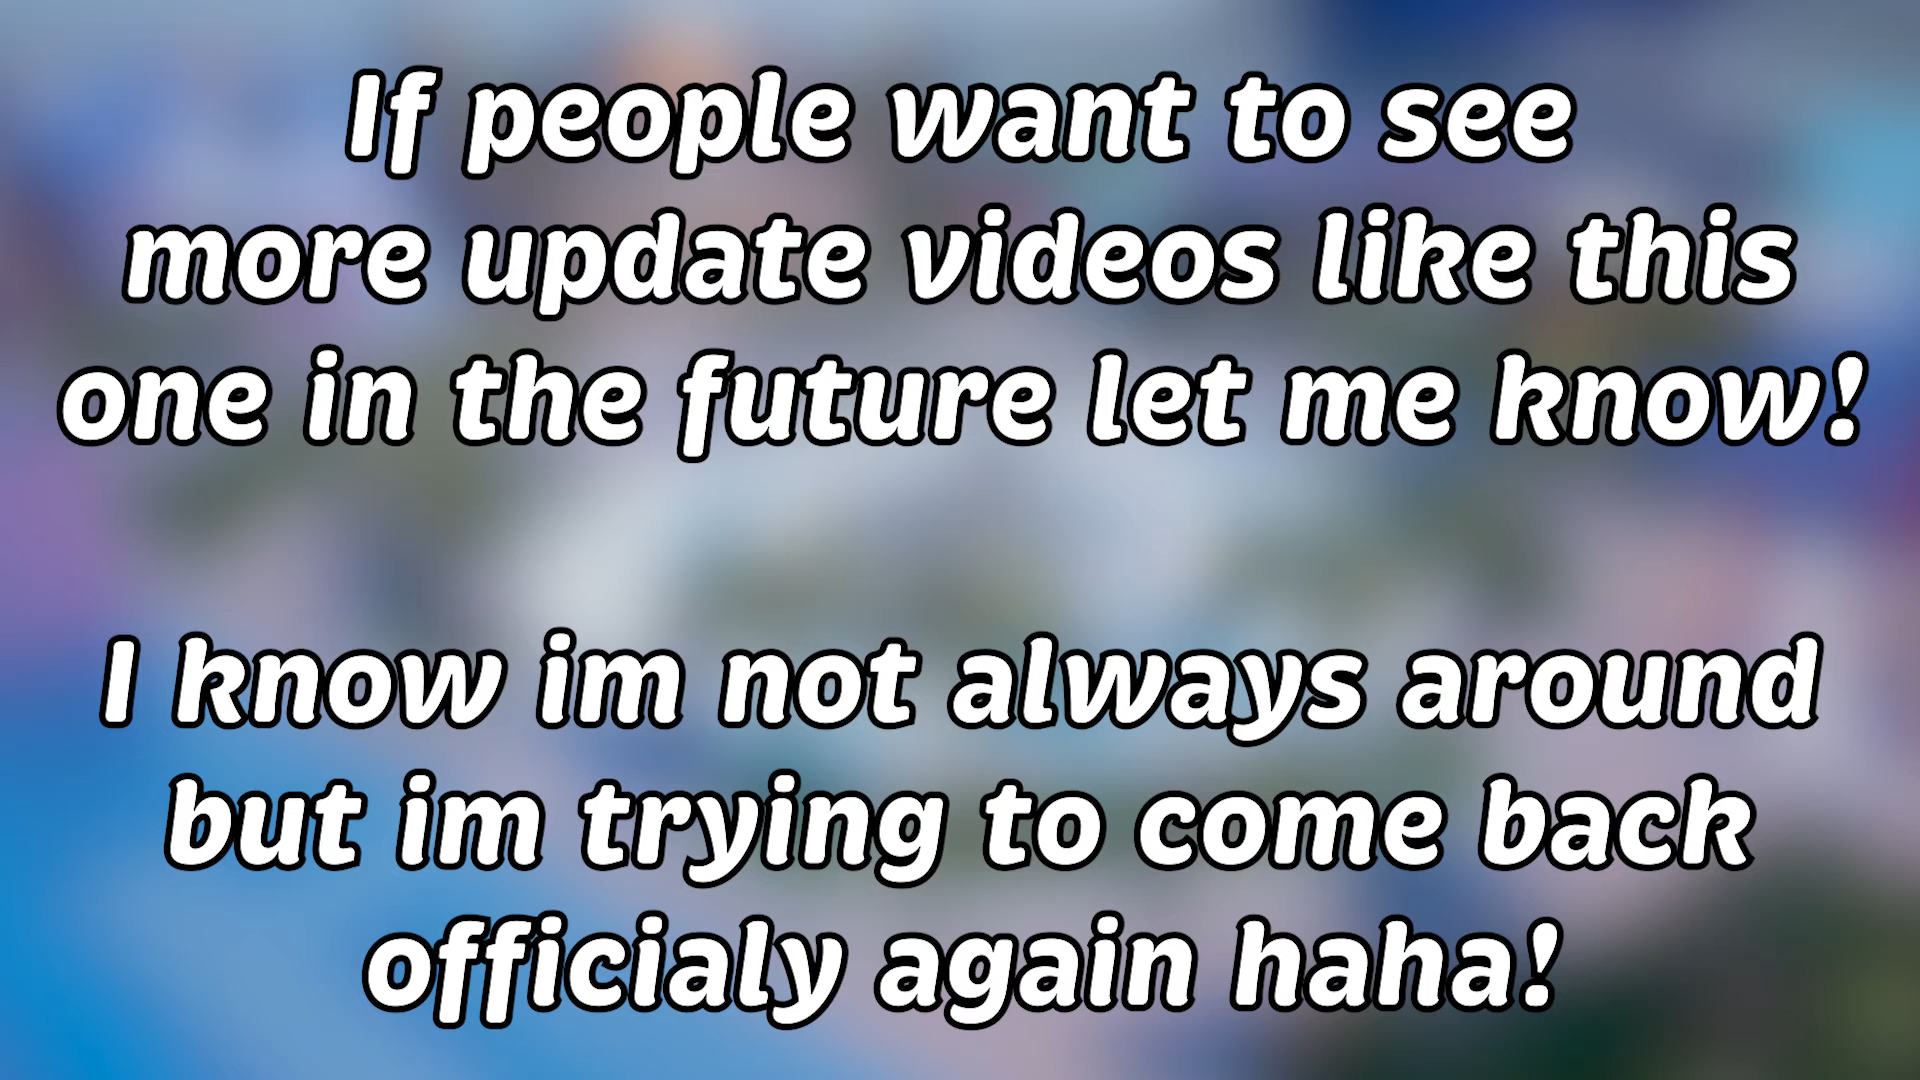 If people want to see
more update videos like this
one in the future let me know!
I know im not always around
but im trying to come back
officialy again haha!